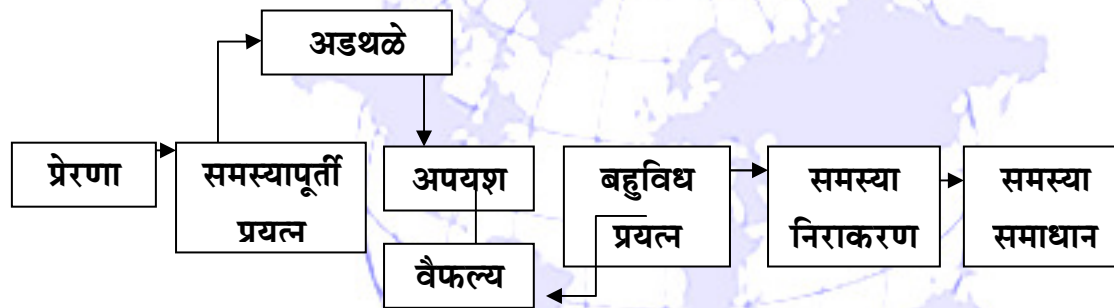 अडथळे
प्रेरणा
समस्यापूर्ती
प्रयत्न
अपयश
वैफल्य
बहुविध
प्रयत्न
समस्या
निराकरण
समस्या
समाधान